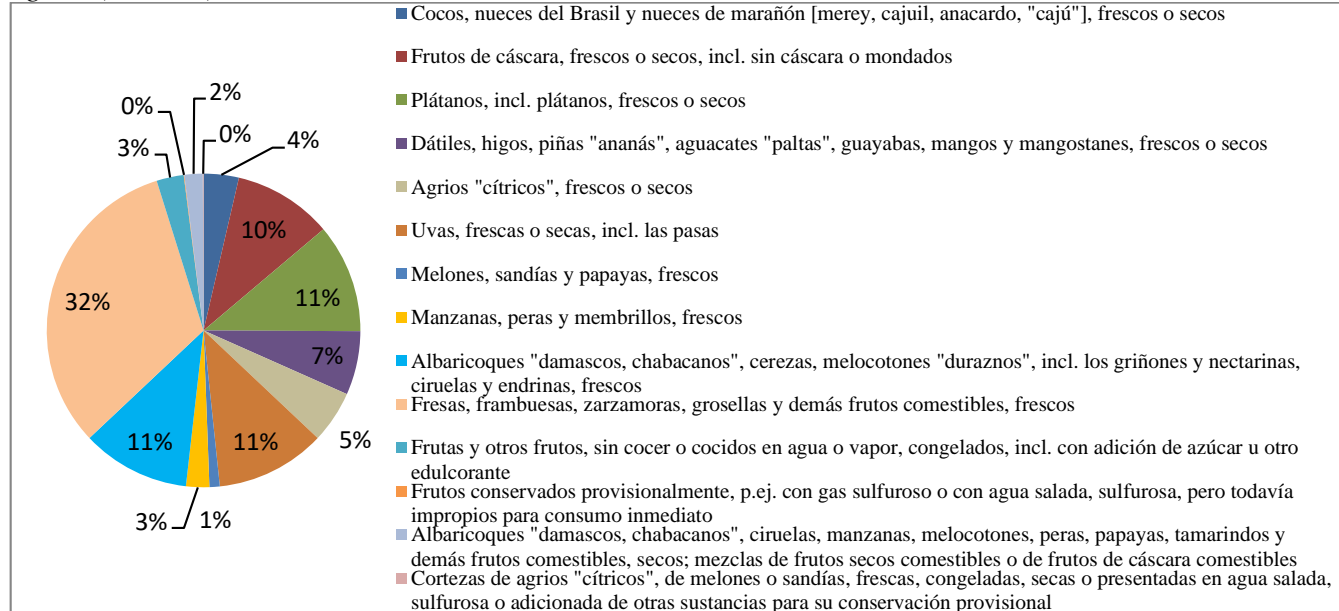 Cocos, nueces del Brasil y nueces de marañón [merey, cajuil, anacardo, "cajú"], frescos o secos
Frutos de cáscara, frescos o secos, incl. sin cáscara o mondados
Plátanos, incl. plátanos, frescos o secos
Dátiles, higos, piñas "ananás", aguacates "paltas", guayabas, mangos y mangostanes, frescos o secos
Agrios "cítricos", frescos o secos
Uvas, frescas o secas, incl. las pasas
Melones, sandías y papayas, frescos
Manzanas, peras y membrillos, frescos
Albaricoques "damascos, chabacanos", cerezas, melocotones "duraznos", incl. los griñones y nectarinas,
ciruelas y endrinas, frescos
Fresas, frambuesas, zarzamoras, grosellas y demás frutos comestibles, frescos
Frutas y otros frutos, sin cocer o cocidos en agua o vapor, congelados, incl. con adición de azúcar u otro
edulcorante
Frutos conservados provisionalmente, p.ej. con gas sulfuroso o con agua salada, sulfurosa, pero todavía
impropios para consumo inmediato
Albaricoques "damascos, chabacanos", ciruelas, manzanas, melocotones, peras, papayas, tamarindos y
demás frutos comestibles, secos; mezclas de frutos secos comestibles o de frutos de cáscara comestibles
Cortezas de agrios "cítricos", de melones o sandías, frescas, congeladas, secas o presentadas en agua salada,
sulfurosa o adicionada de otras sustancias para su conservación provisional
2%
0%
0%
3%
4%
10%
11%
32%
7%
5%
11%
11%
3%
1%